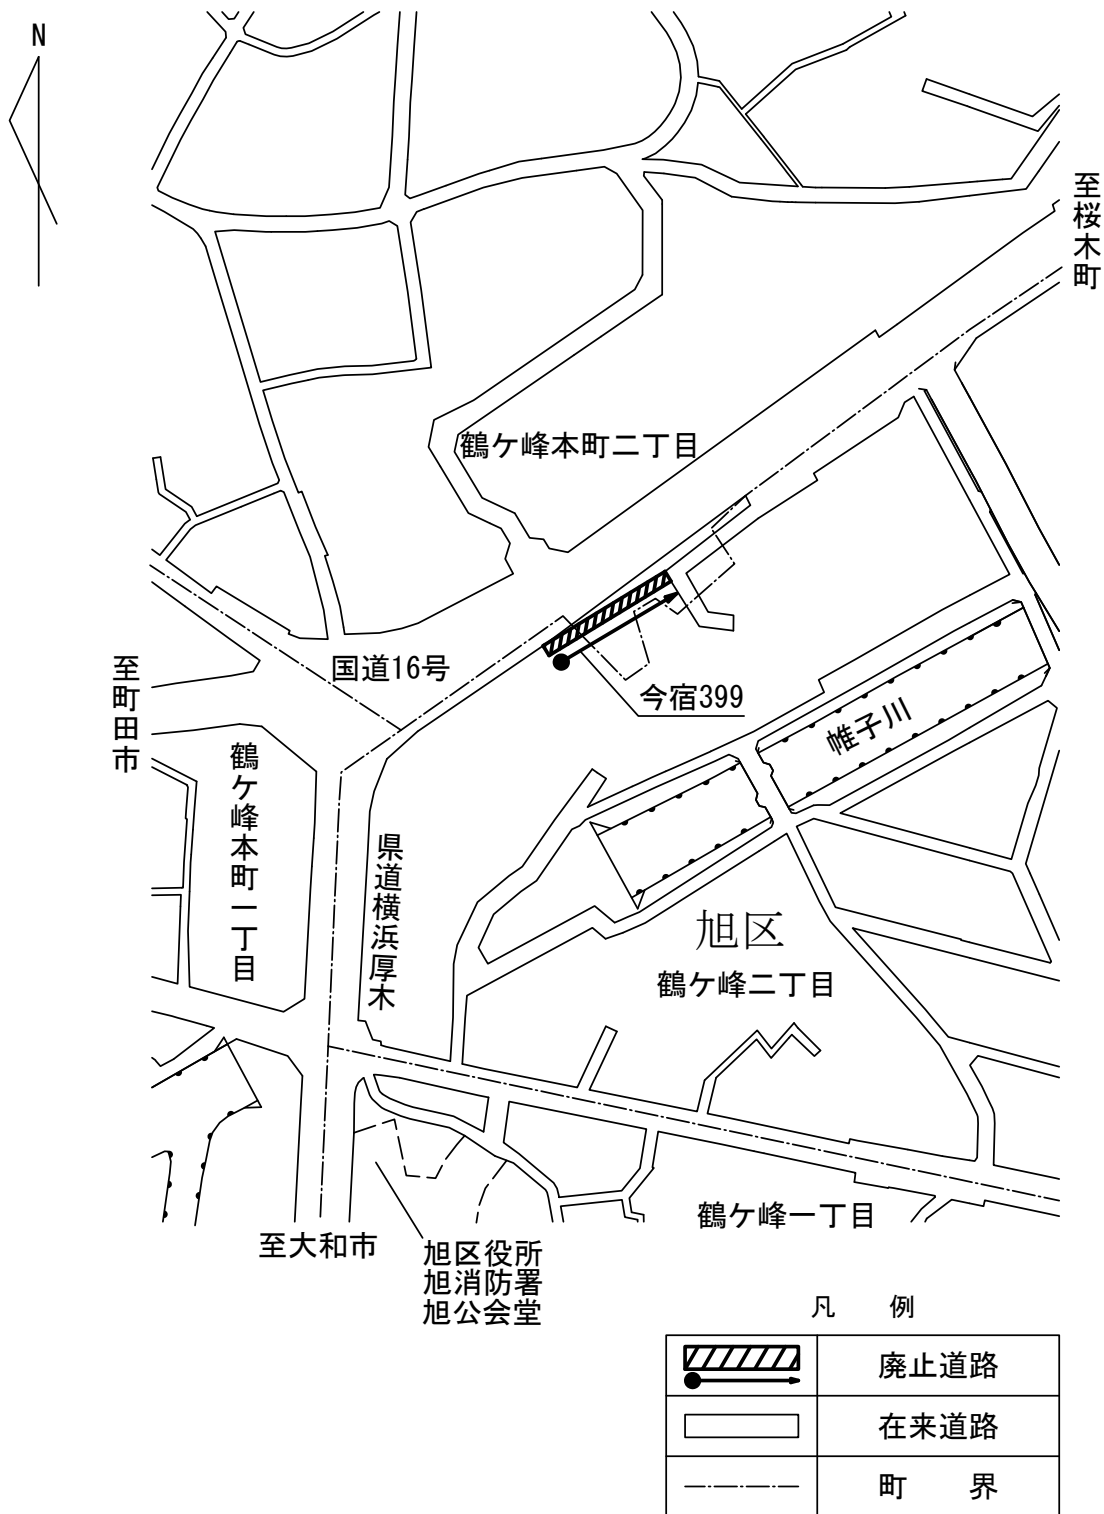 N
至桜木町
鶴ケ峰本町二丁目
国道16号
今宿399
至町田市
帷子川
鶴ケ峰本町一丁目
県道横浜厚木
旭区
鶴ケ峰二丁目
鶴ケ峰一丁目
至大和市
旭区役所
旭消防署
旭公会堂
凡 例
廃止道路
在来道路
町 界